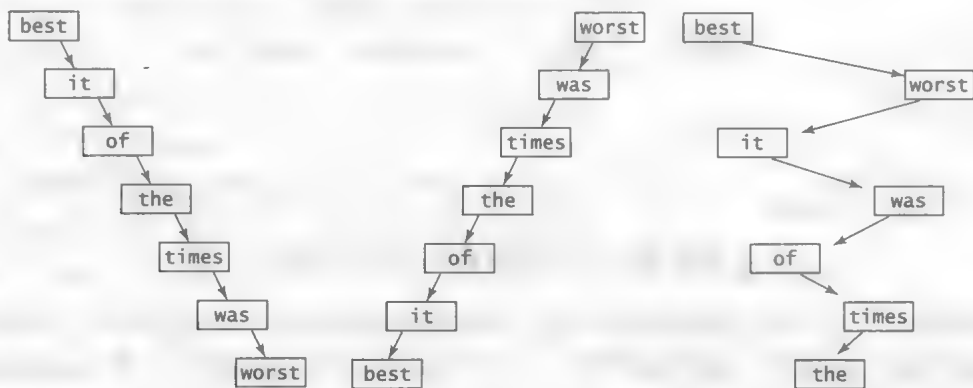 best
it
of
the
times
was
worst
worst
was
times
the
of
it
best
best
worst
it
was
of
times
the